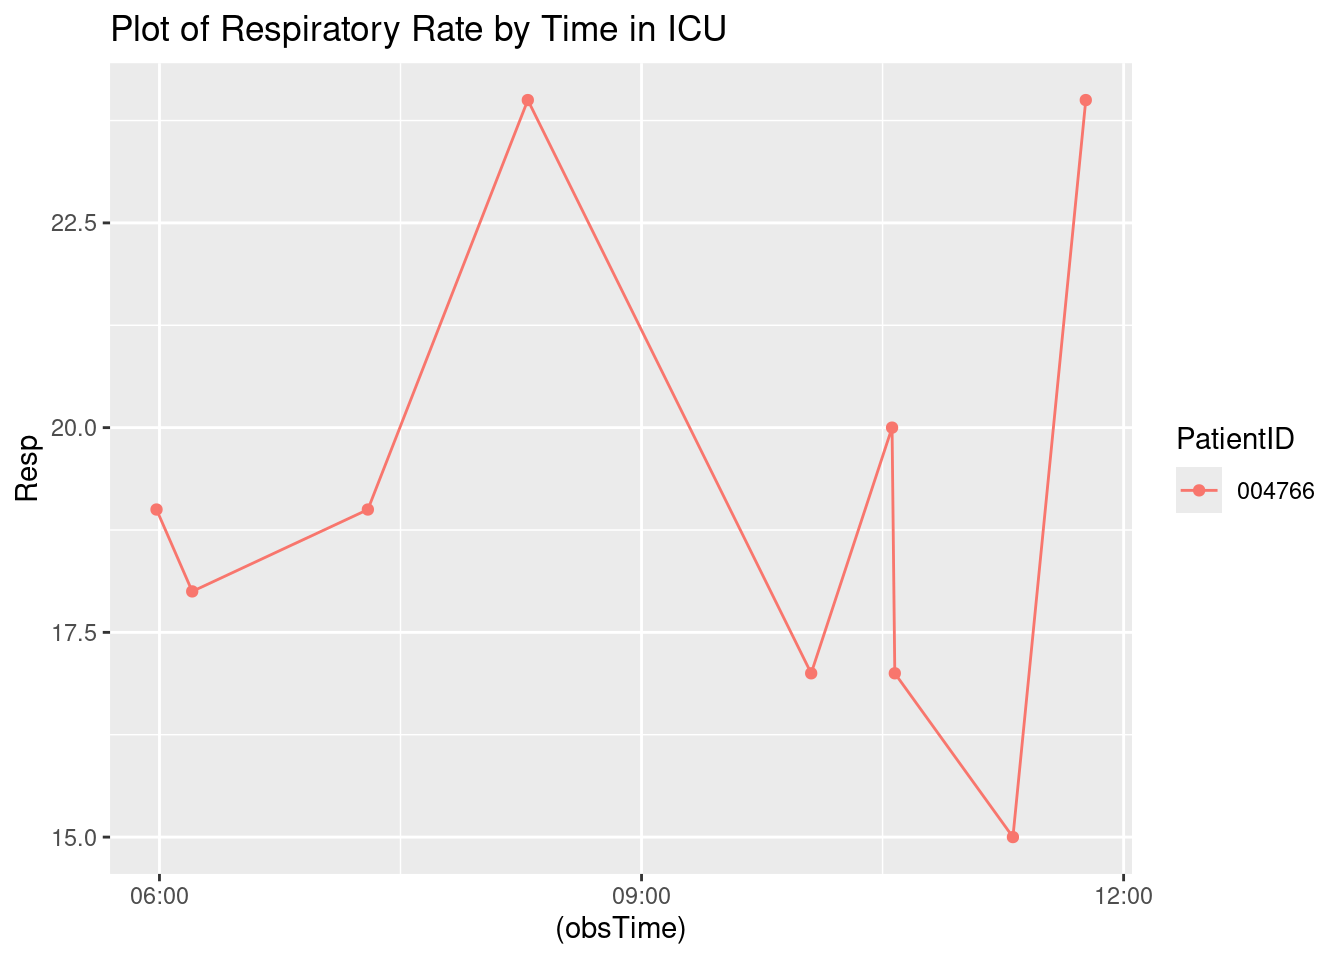 Plot of Respiratory Rate by Time in ICU
22.5
20.0
17.5
15.0
Resp
06:00
09:00
12:00
(obsTime)
PatientID
004766